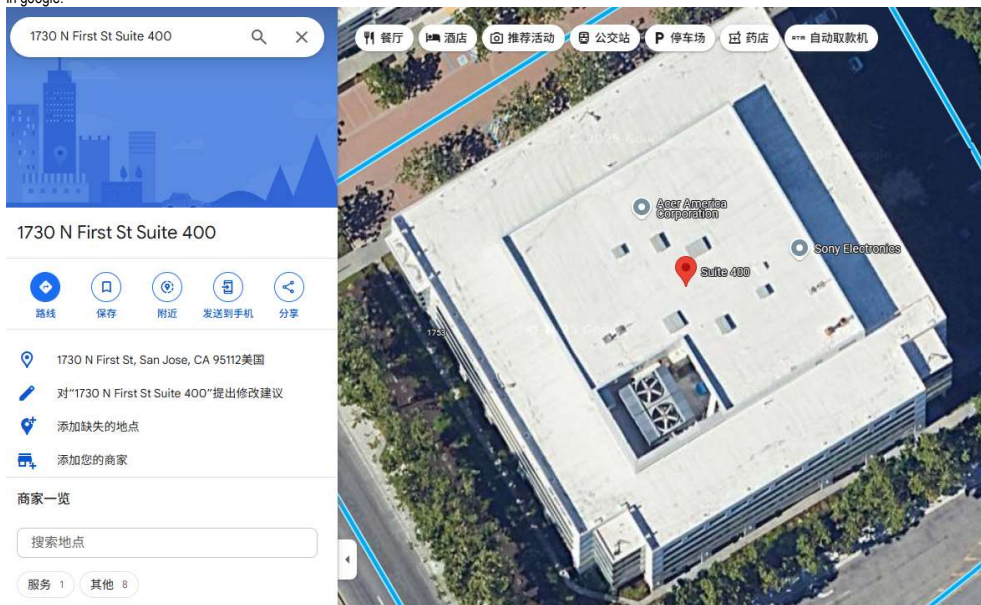 in google.
1730 N First St Suite 400
餐厅
酒店
推荐活动
公交站
停车场
药店
自动取款机
Acer America
Corporation
Sony Electronics
Suite 400
1753
1730 N First St Suite 400
路线
保存
附近
发送到手机
分享
1730 N First St, San Jose, CA 95112美国
对"1730 N First St Suite 400"提出修改建议
添加缺失的地点
添加您的商家
商家一览
搜索地点
服务 1
其他 8